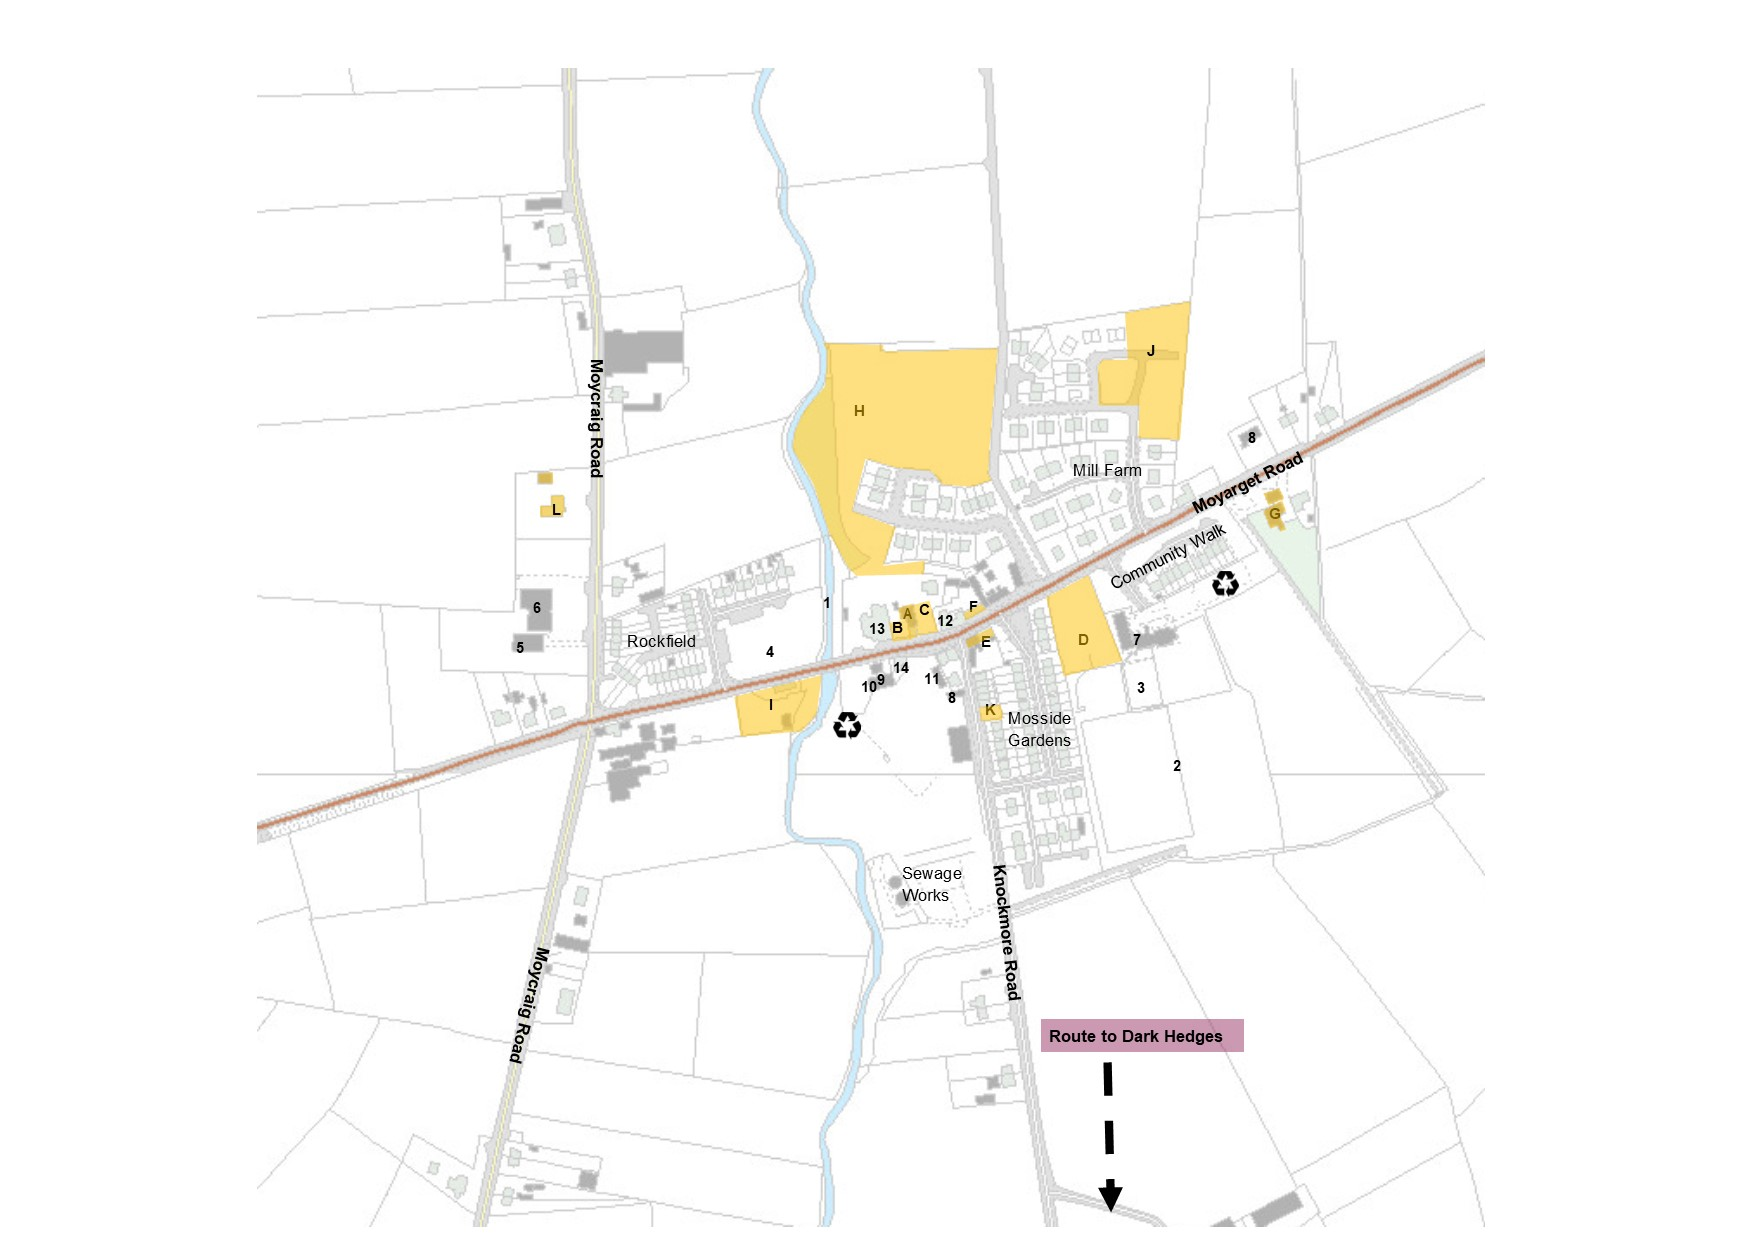 J
H
8
Moycraig Road
Mill Farm
Moyarget Road
L
G
Community Walk
1
6
A
C
F
B
12
13
5
Rockfield
4
E
D
7
14
11
9
10
3
8
I
K
Mosside
Gardens
2
Sewage
Works
Knockmore Road
Moycraig Road
Route to Dark Hedges